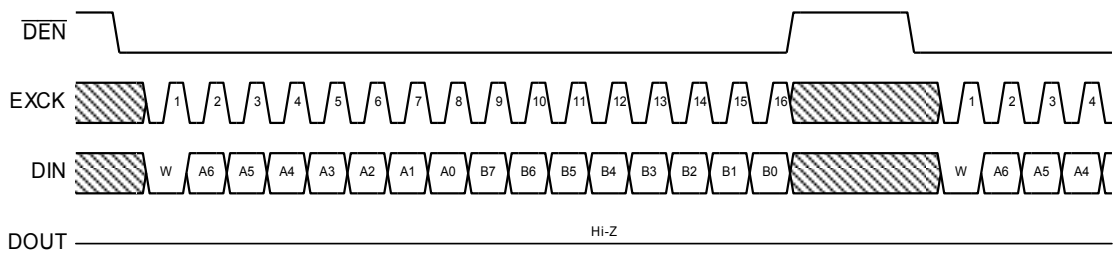 DEN
EXCK 1 2 3 4 5 6 7 8 9 10 11 12 13 14 15 16 1 2 3 4
DIN W A6 A5 A4 A3 A2 A1 A0 B7 B6 B5 B4 B3 B2 B1 B0 W A6 A5 A4
DOUT Hi-Z